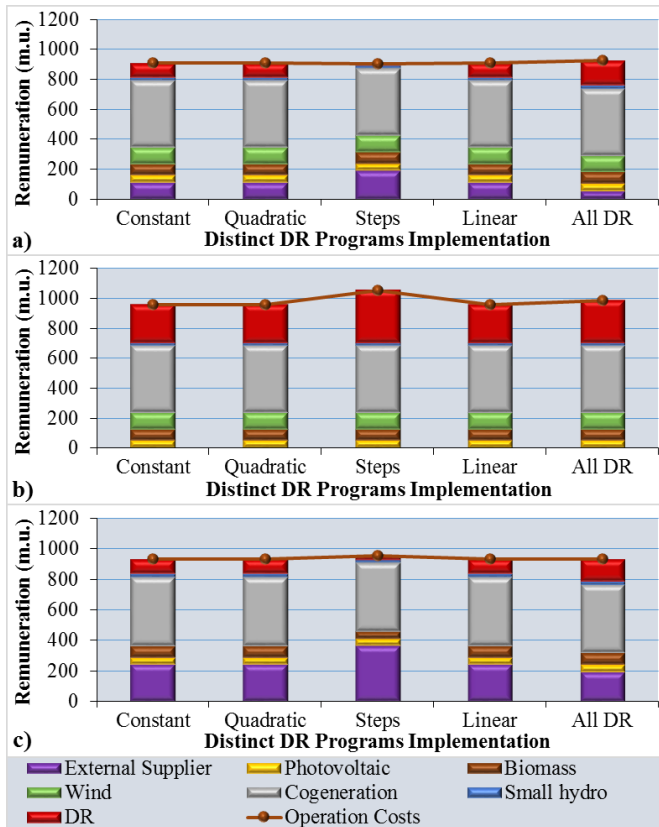 Remuneration (m.u.)
1200
1000
800
600
400
200
0
Constant Quadratic Steps Linear All DR
a) Distinct DR Programs Implementation
Remuneration (m.u.)
1200
1000
800
600
400
200
0
Constant Quadratic Steps Linear All DR
b) Distinct DR Programs Implementation
Remuneration (m.u.)
1200
1000
800
600
400
200
0
Constant Quadratic Steps Linear All DR
c) Distinct DR Programs Implementation
External Supplier Photovoltaic Biomass
Wind Cogeneration Small hydro
DR Operation Costs